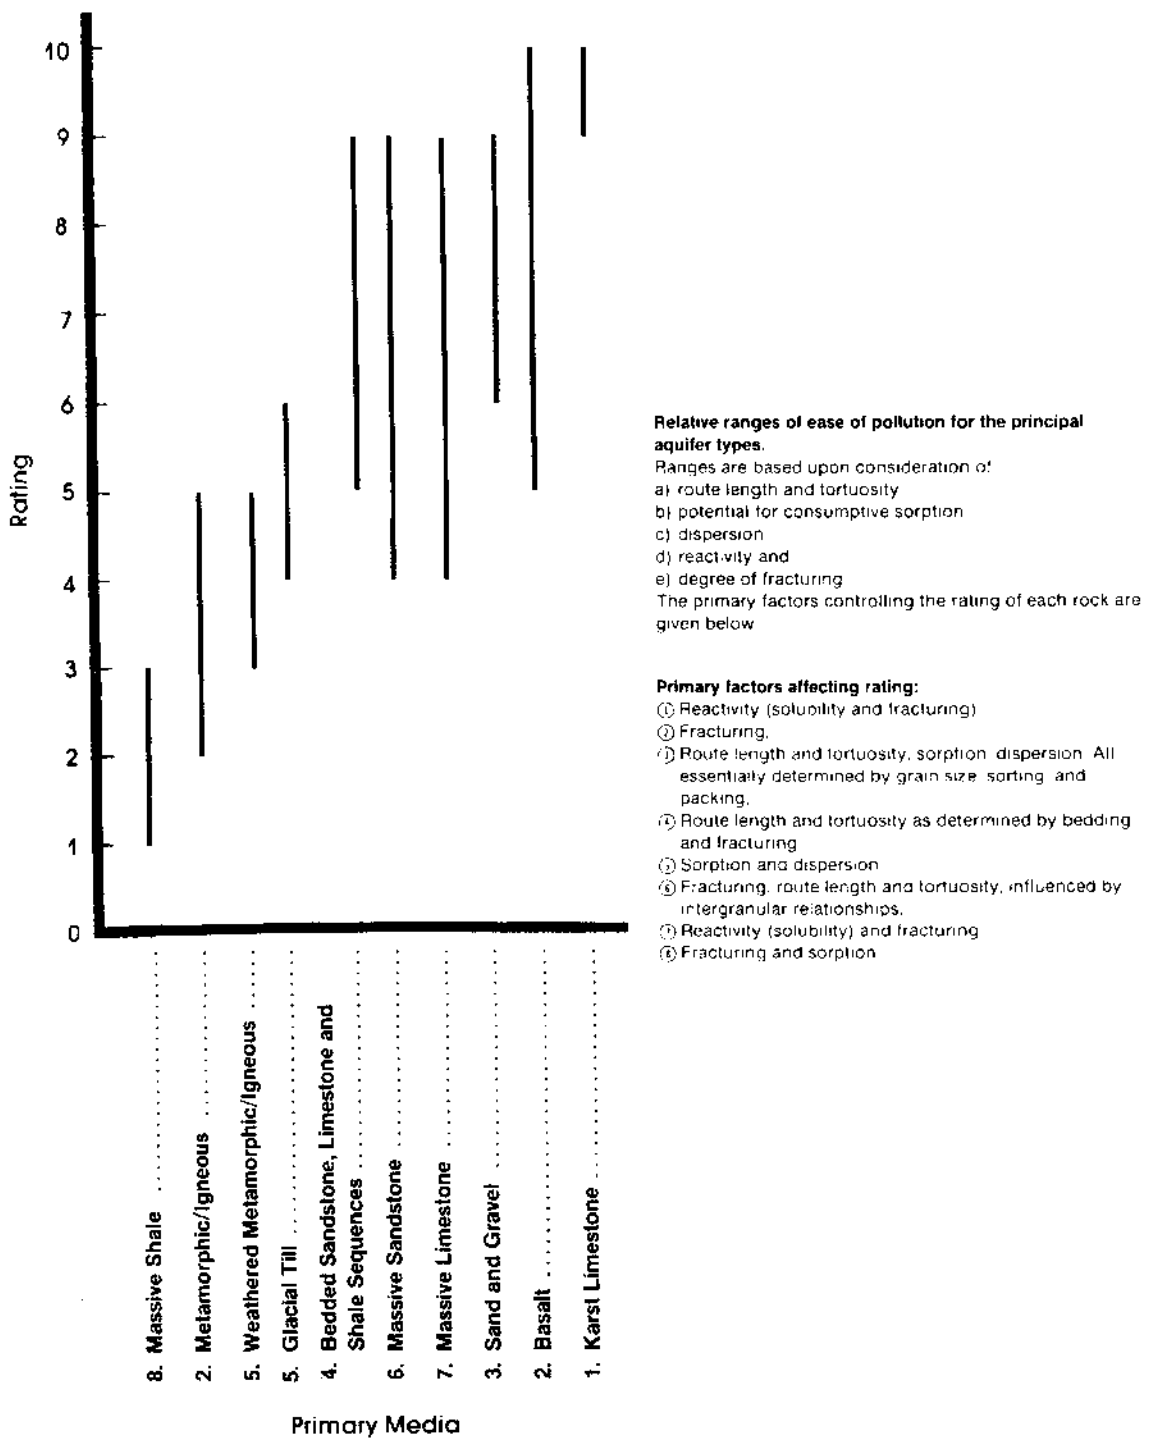 10
9
8
7
6
5
4
3
2
1
0
Rating
Relative ranges of ease of pollution for the principal
aquifer types.
Ranges are based upon consideration of
a) route length and tortuosity
b) potential for consumptive sorption
c) dispersion
d) reactivity and
e) degree of fracturing
The primary factors controlling the rating of each rock are
given below
Primary factors affecting rating:
① Reactivity (solubility and fracturing)
② Fracturing,
③ Route length and tortuosity, sorption dispersion All
essentially determined by grain size sorting and
packing,
④ Route length and tortuosity as determined by bedding
and fracturing
⑤ Sorption and dispersion
⑥ Fracturing, route length and tortuosity, influenced by
intergranular relationships,
⑦ Reactivity (solubility) and fracturing
⑧ Fracturing and sorption
8. Massive Shale
2. Metamorphic/Igneous
5. Weathered Metamorphic/Igneous
5. Glacial Till
4. Bedded Sandstone, Limestone and
Shale Sequences
6. Massive Sandstone
7. Massive Limestone
3. Sand and Gravel
2. Basalt
1. Karst Limestone
Primary Media